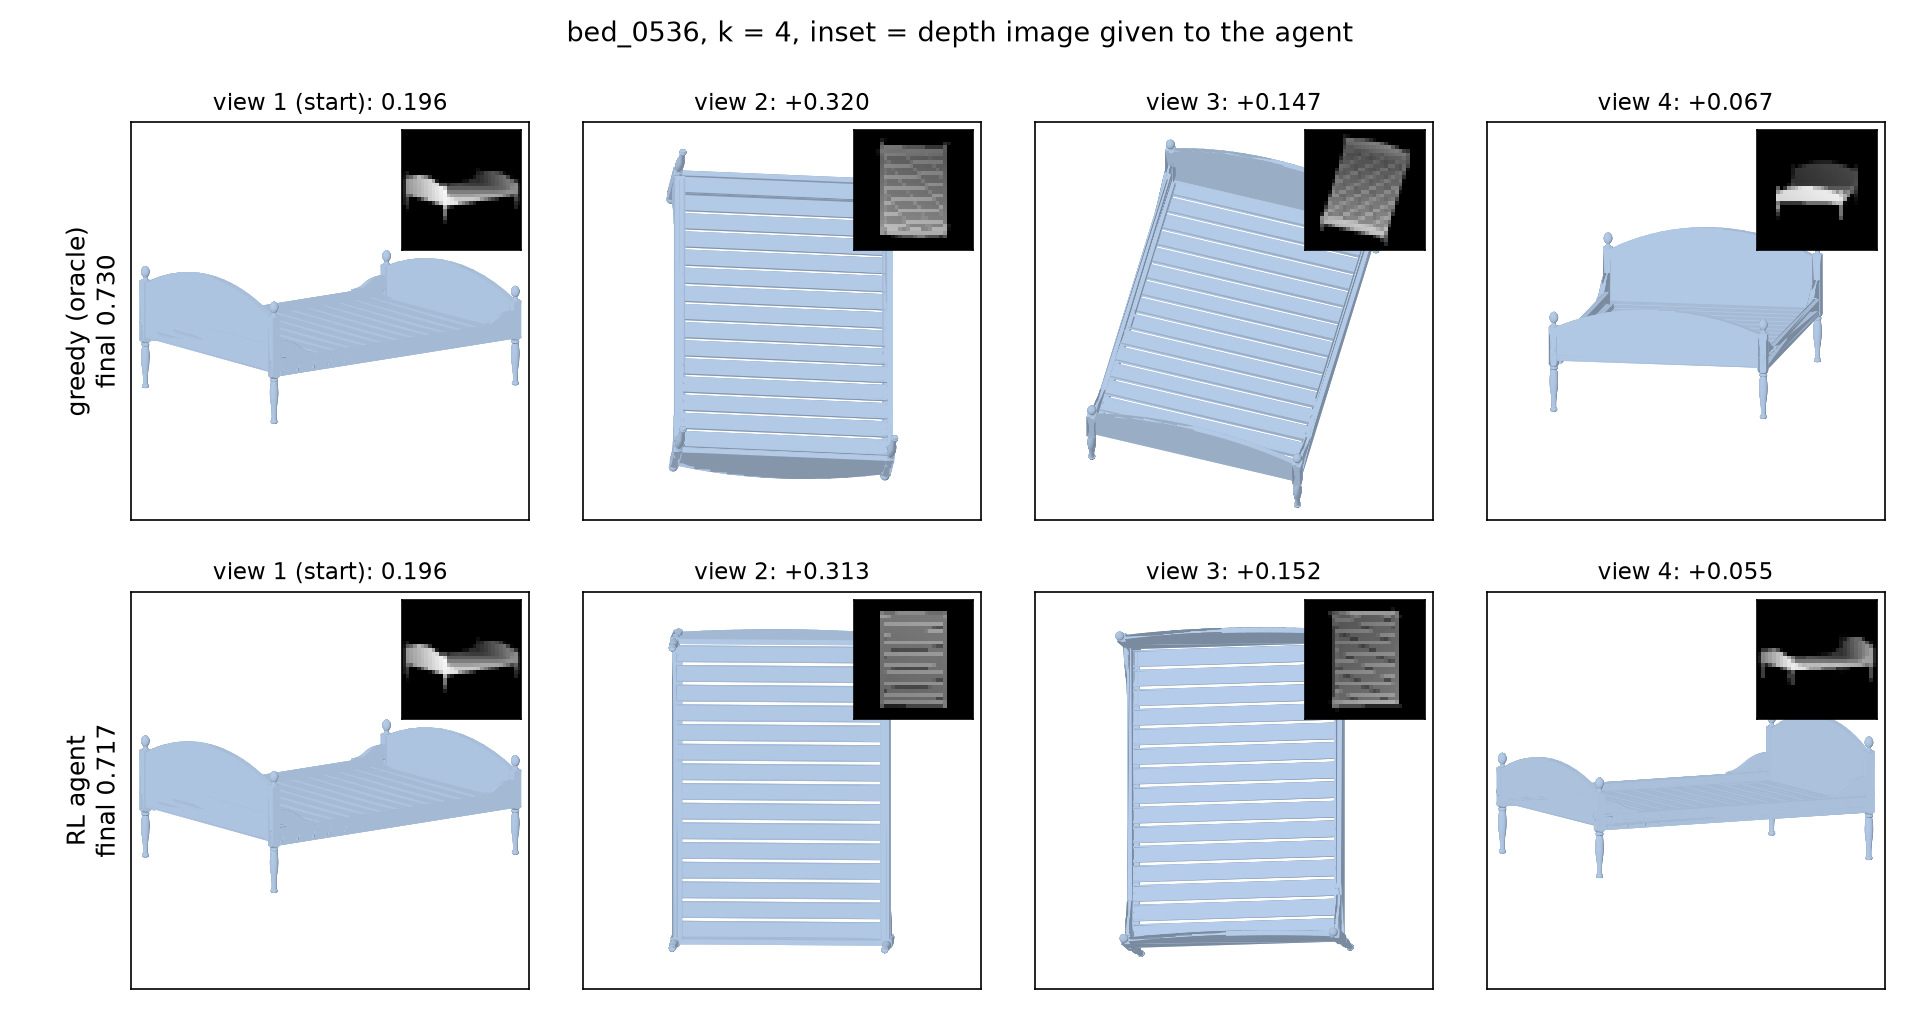 bed_0536, k = 4, inset = depth image given to the agent
view 1 (start): 0.196
view 2: +0.320
view 3: +0.147
view 4: +0.067
greedy (oracle)
final 0.730
view 1 (start): 0.196
view 2: +0.313
view 3: +0.152
view 4: +0.055
RL agent
final 0.717